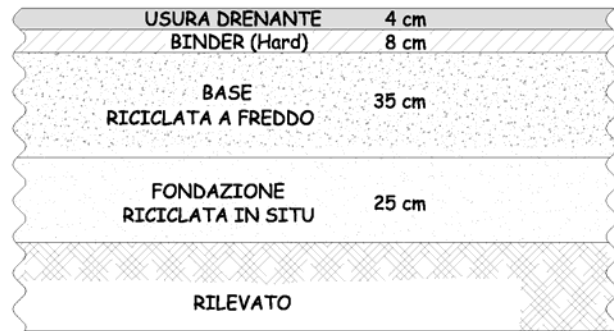 USURA DRENANTE 4 cm
BINDER (Hard) 8 cm
BASE
RICICLATA A FREDDO 35 cm
FONDAZIONE
RICICLATA IN SITU 25 cm
RILEVATO